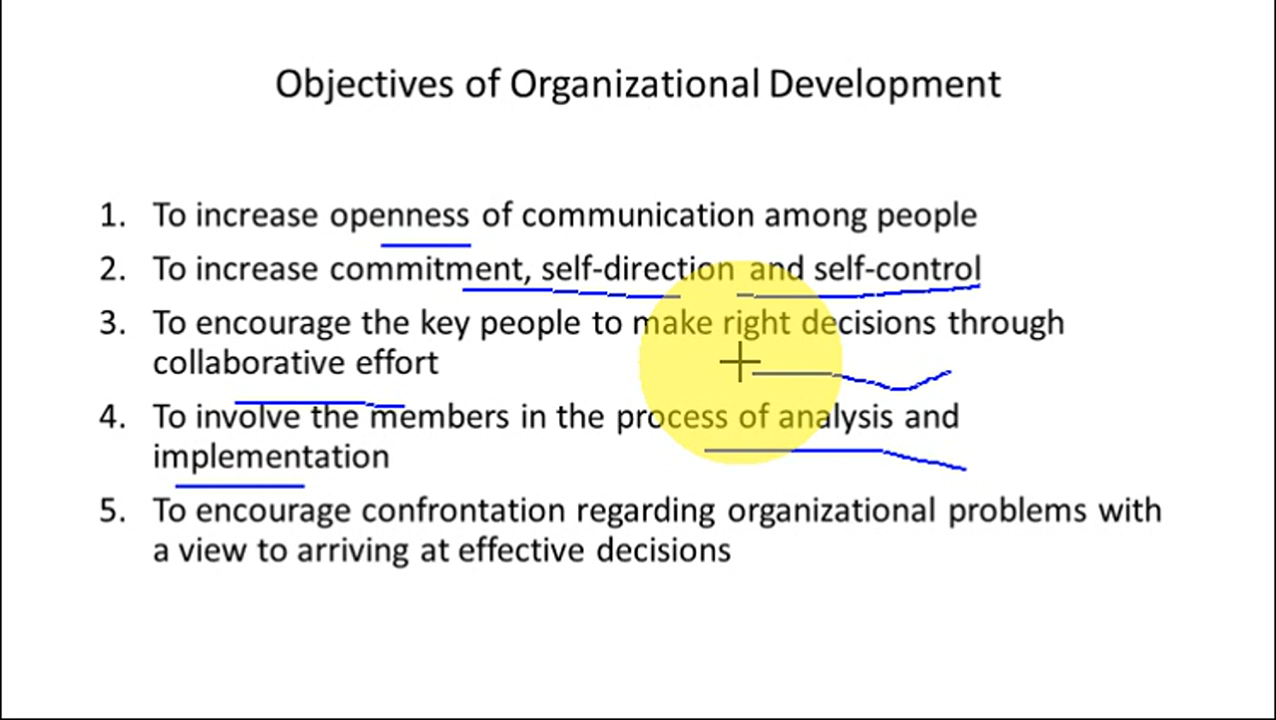 Objectives of Organizational Development
1. To increase openness of communication among people
2. To increase commitment, self-direction and self-control
3. To encourage the key people to make right decisions through
collaborative effort
4. To involve the members in the process of analysis and
implementation
5. To encourage confrontation regarding organizational problems with
a view to arriving at effective decisions